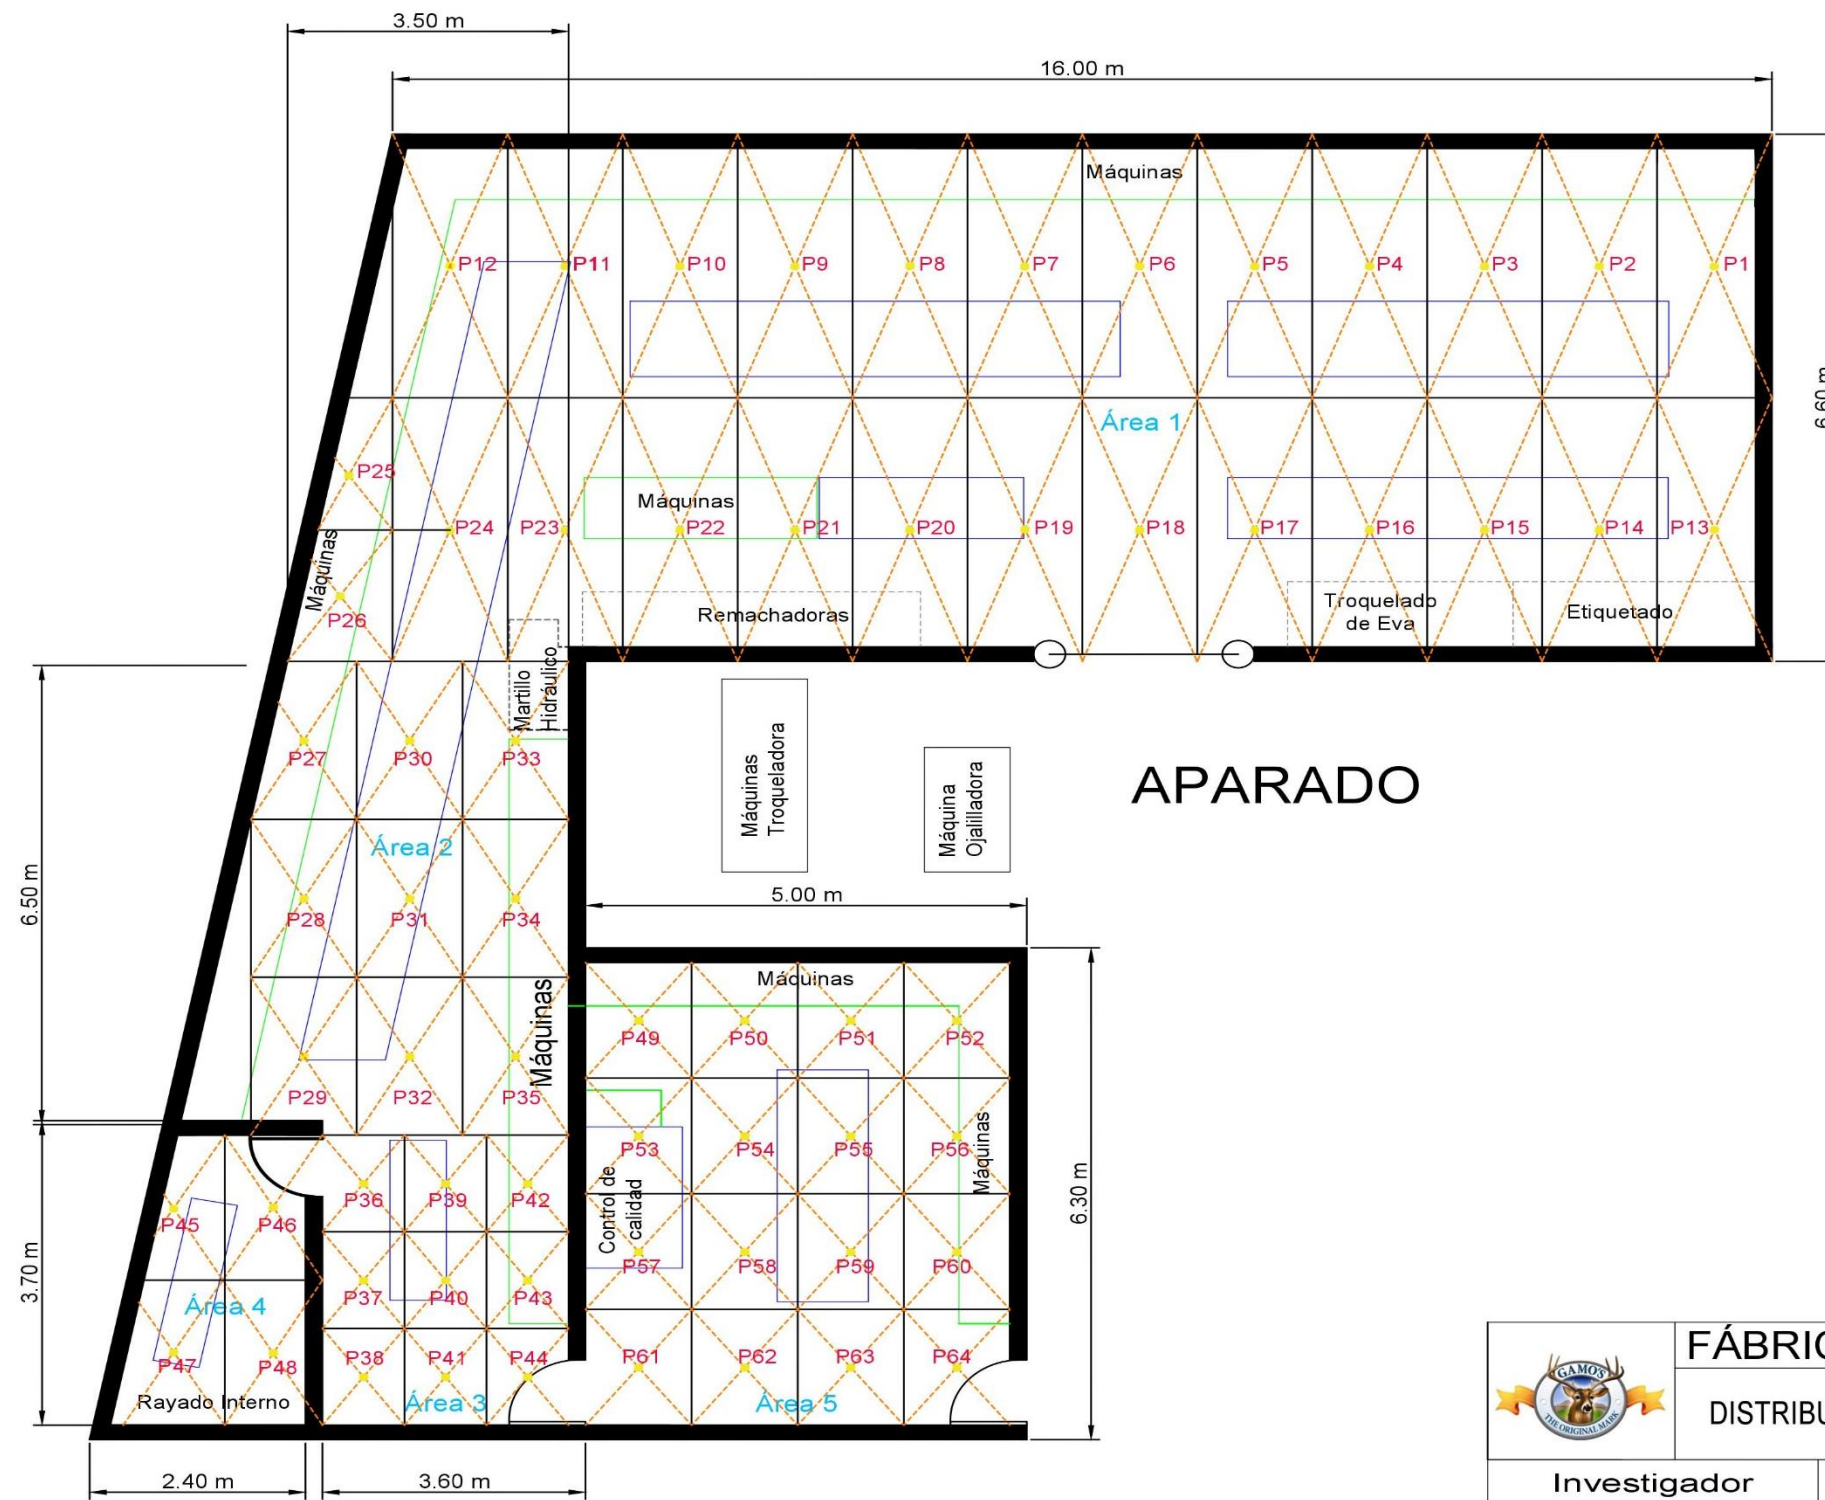 3.50 m
16.00 m
Máquinas
P12
P11
P10
P9
P8
P7
P6
P5
P4
P3
P2
P1
6.60 m
Área 1
P25
Máquinas
P24
P23
P22
P21
P20
P19
P18
P17
P16
P15
P14
P13
Máquinas
P26
Remachadoras
Troquelado
de Eva
Etiquetado
Martillo
Hidráulico
P27
P30
P33
Máquinas
Troqueladora
Máquina
Ojalilladora
APARADO
Área 2
6.50 m
P28
P31
P34
5.00 m
Máquinas
Máquinas
P49
P50
P51
P52
P29
P32
P35
Máquinas
P53
P54
P55
P56
Control de
calidad
6.30 m
P36
P39
P42
P45
P46
3.70 m
P57
P58
P59
P60
Área 4
P37
P40
P43
P47
P48
P38
P41
P44
P61
P62
P63
P64
Rayado Interno
Área 3
Área 5
2.40 m
3.60 m
GAMO'S
THE ORIGINAL MARK
FÁBRIC
DISTRIBU
Investigador